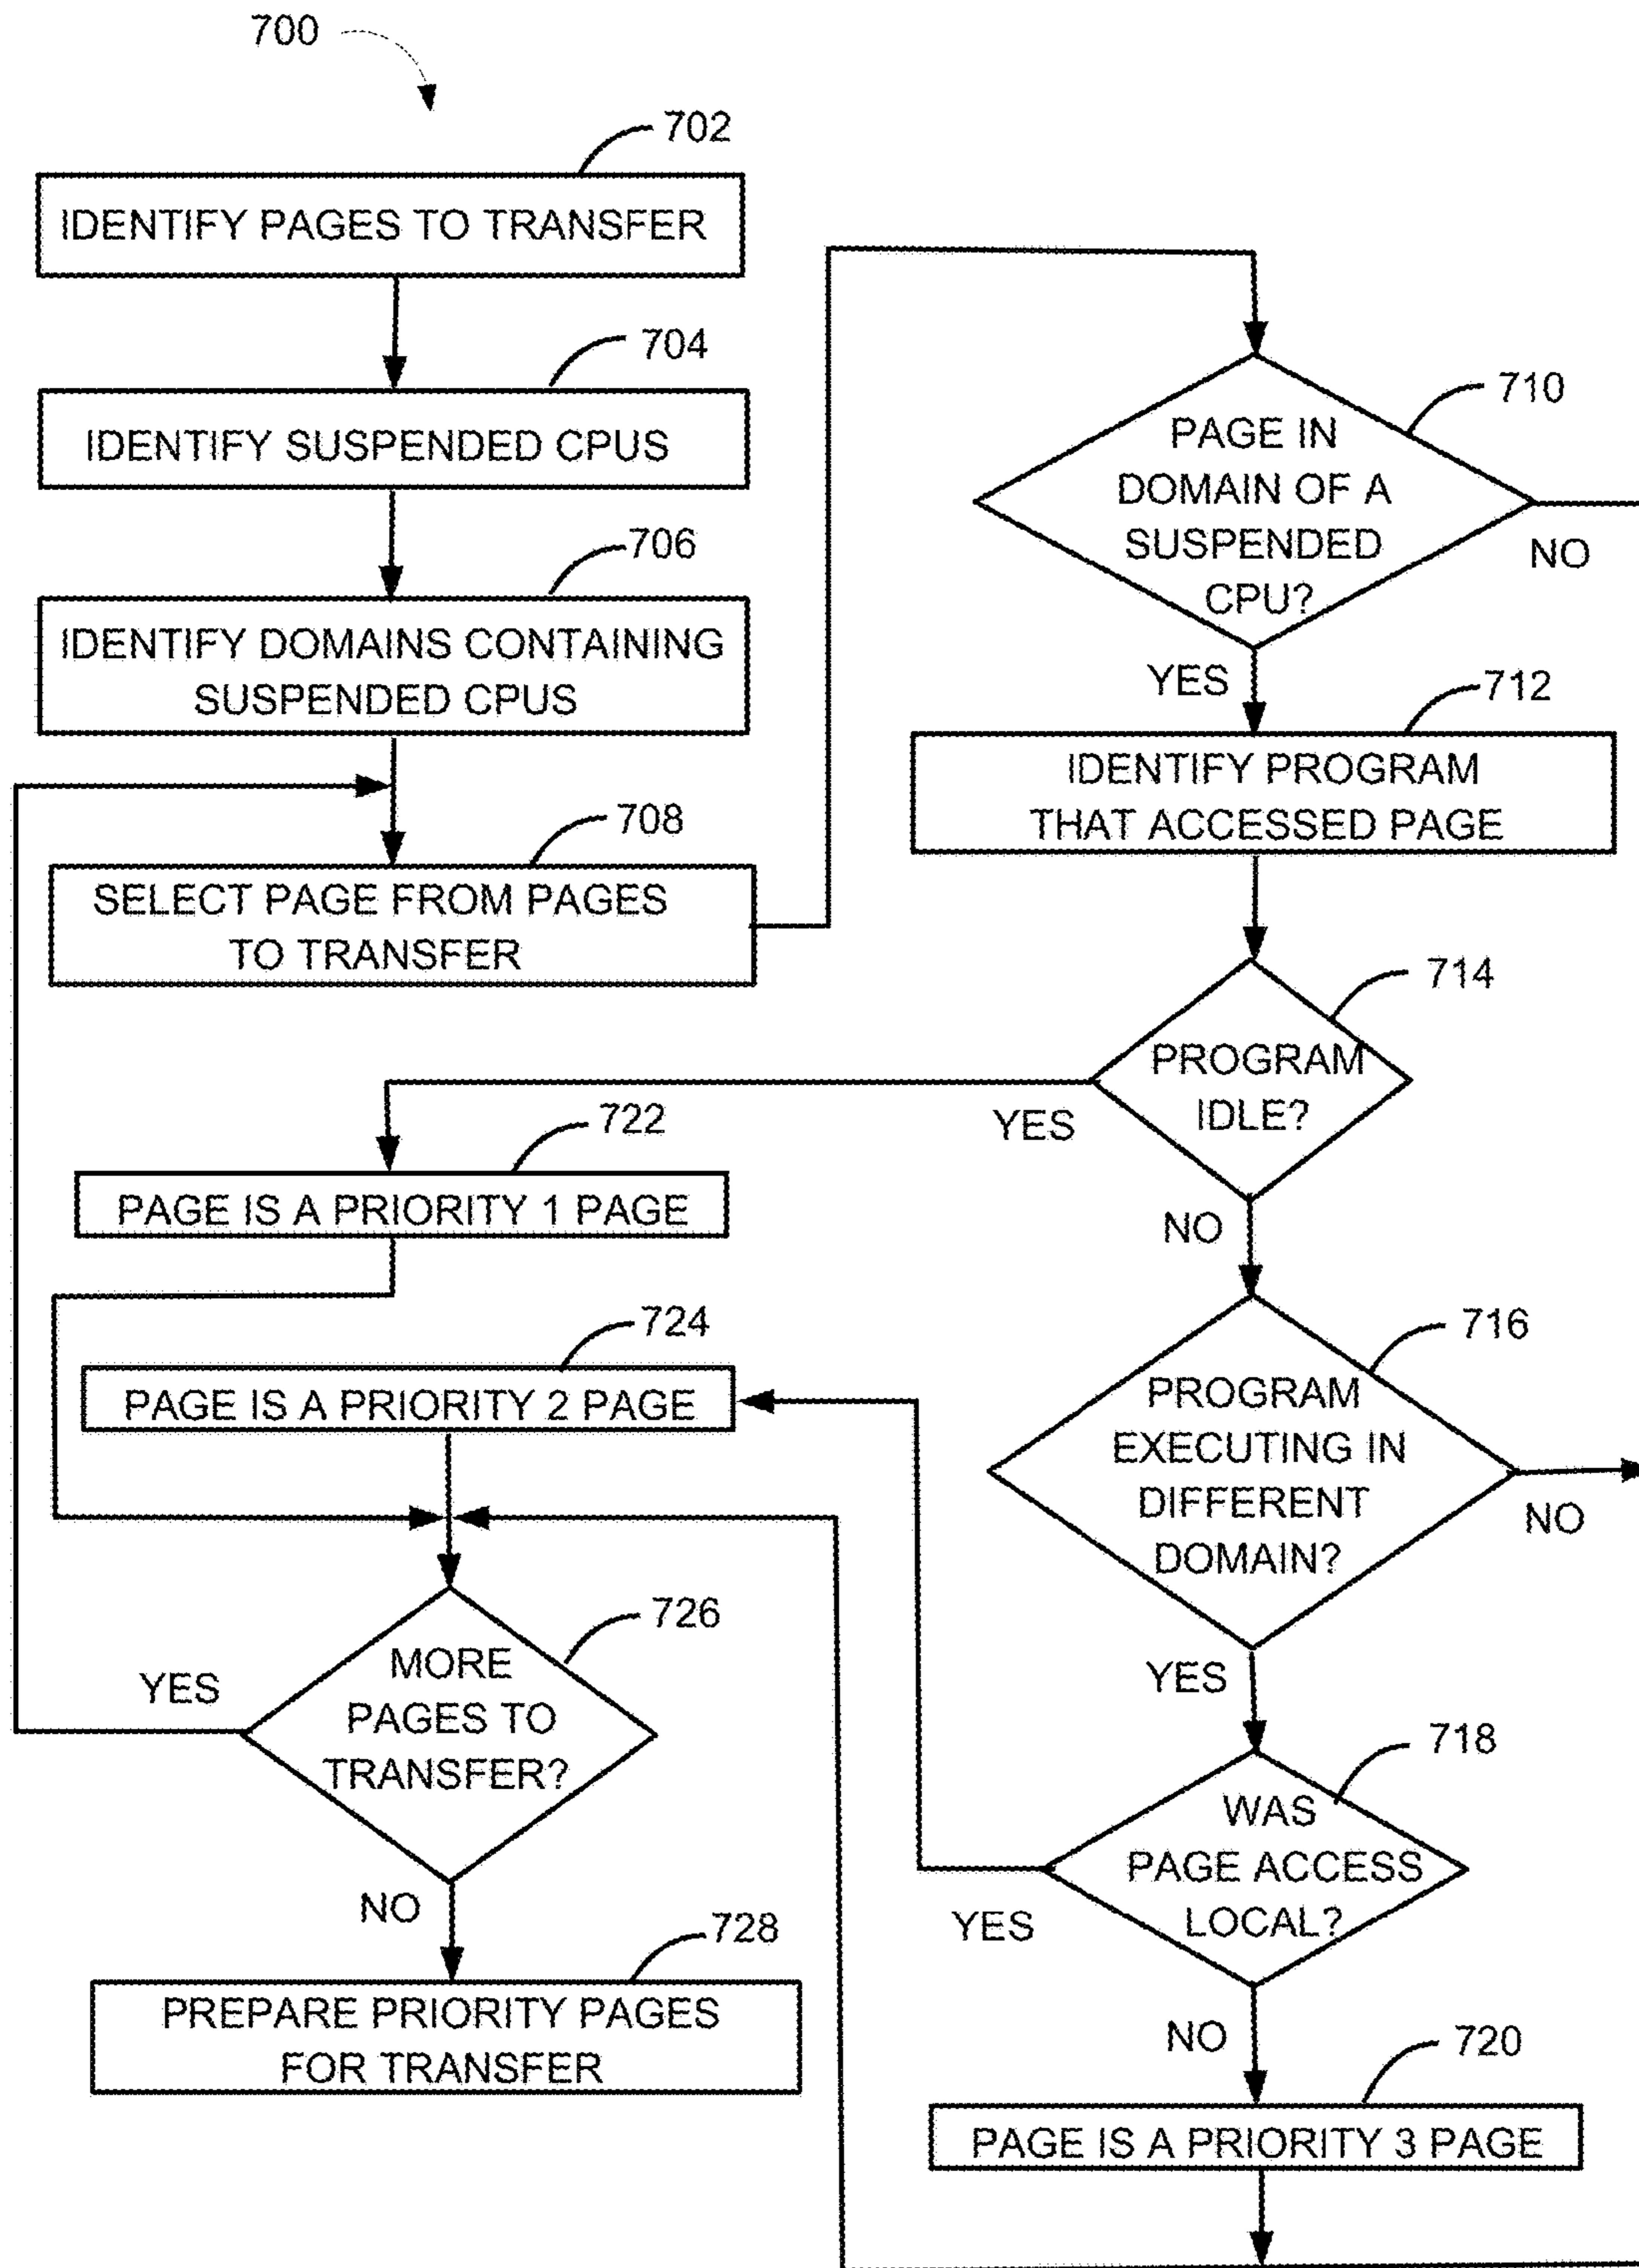 700
702
IDENTIFY PAGES TO TRANSFER
704
IDENTIFY SUSPENDED CPUS
706
IDENTIFY DOMAINS CONTAINING
SUSPENDED CPUS
708
SELECT PAGE FROM PAGES
TO TRANSFER
710
PAGE IN
DOMAIN OF A
SUSPENDED
CPU?
NO
YES
712
IDENTIFY PROGRAM
THAT ACCESSED PAGE
714
PROGRAM
IDLE?
YES
NO
722
PAGE IS A PRIORITY 1 PAGE
716
PROGRAM
EXECUTING IN
DIFFERENT
DOMAIN?
NO
YES
718
WAS
PAGE ACCESS
LOCAL?
YES
NO
724
PAGE IS A PRIORITY 2 PAGE
720
PAGE IS A PRIORITY 3 PAGE
726
MORE
PAGES TO
TRANSFER?
YES
NO
728
PREPARE PRIORITY PAGES
FOR TRANSFER